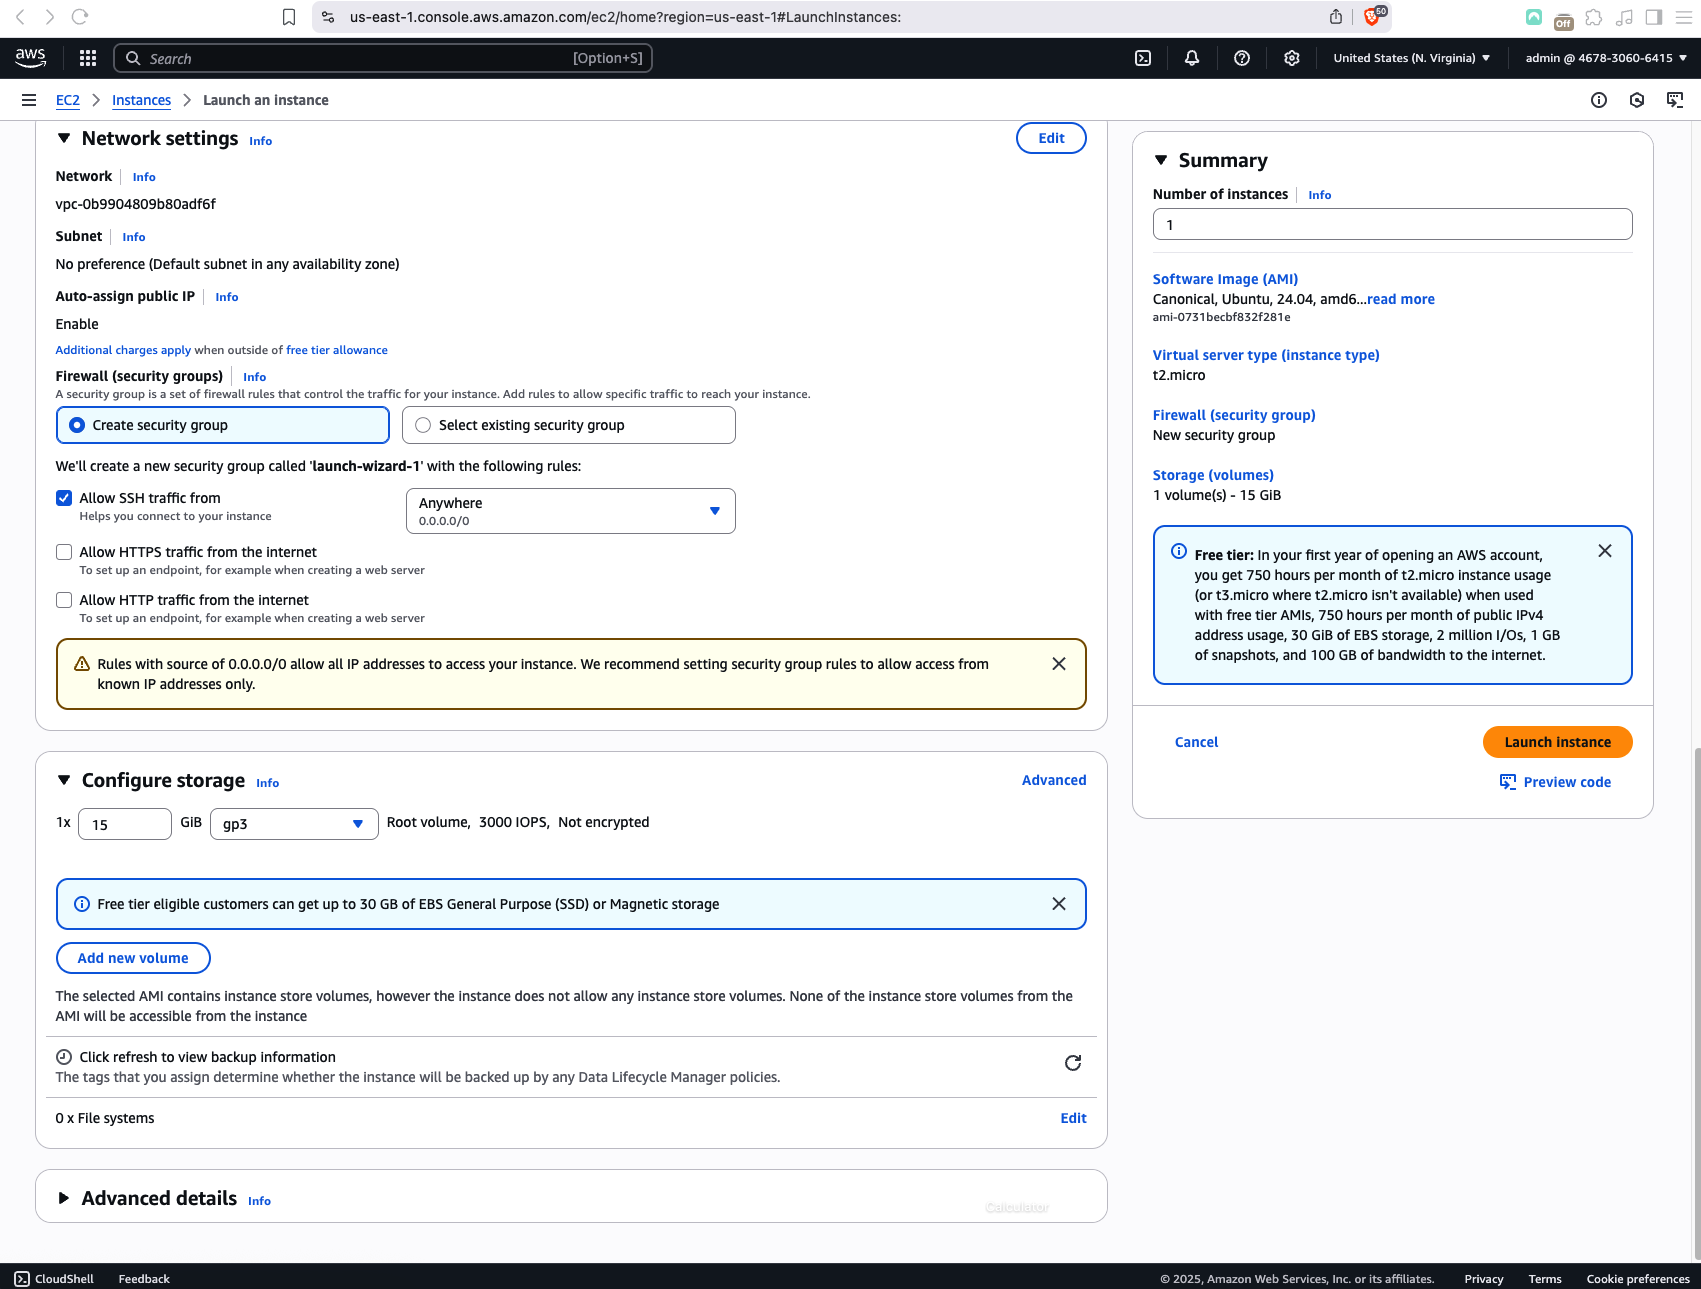 us-east-1.console.aws.amazon.com/ec2/home?region=us-east-1#LaunchInstances:
50
Off
aws
Search
[Option+S]
United States (N. Virginia)
admin @ 4678-3060-6415
EC2
Instances
Launch an instance
Network settings Info
Edit
Network
Info
vpc-0b9904809b80adf6f
Subnet
Info
No preference (Default subnet in any availability zone)
Auto-assign public IP
Info
Enable
Additional charges apply when outside of free tier allowance
Firewall (security groups)
Info
A security group is a set of firewall rules that control the traffic for your instance. Add rules to allow specific traffic to reach your instance.
Create security group
Select existing security group
We'll create a new security group called 'launch-wizard-1' with the following rules:
Allow SSH traffic from
Helps you connect to your instance
Anywhere
0.0.0.0/0
Allow HTTPS traffic from the internet
To set up an endpoint, for example when creating a web server
Allow HTTP traffic from the internet
To set up an endpoint, for example when creating a web server
Rules with source of 0.0.0.0/0 allow all IP addresses to access your instance. We recommend setting security group rules to allow access from
known IP addresses only.
Configure storage Info
Advanced
1x
15
GiB
gp3
Root volume, 3000 IOPS, Not encrypted
Free tier eligible customers can get up to 30 GB of EBS General Purpose (SSD) or Magnetic storage
Add new volume
The selected AMI contains instance store volumes, however the instance does not allow any instance store volumes. None of the instance store volumes from the
AMI will be accessible from the instance
Click refresh to view backup information
The tags that you assign determine whether the instance will be backed up by any Data Lifecycle Manager policies.
0 x File systems
Edit
Advanced details Info
Calculator
Summary
Number of instances
Info
1
Software Image (AMI)
Canonical, Ubuntu, 24.04, amd6...read more
ami-0731becbf832f281e
Virtual server type (instance type)
t2.micro
Firewall (security group)
New security group
Storage (volumes)
1 volume(s) - 15 GiB
Free tier: In your first year of opening an AWS account,
you get 750 hours per month of t2.micro instance usage
(or t3.micro where t2.micro isn't available) when used
with free tier AMIs, 750 hours per month of public IPv4
address usage, 30 GiB of EBS storage, 2 million I/Os, 1 GB
of snapshots, and 100 GB of bandwidth to the internet.
Cancel
Launch instance
Preview code
CloudShell
Feedback
© 2025, Amazon Web Services, Inc. or its affiliates.
Privacy
Terms
Cookie preferences